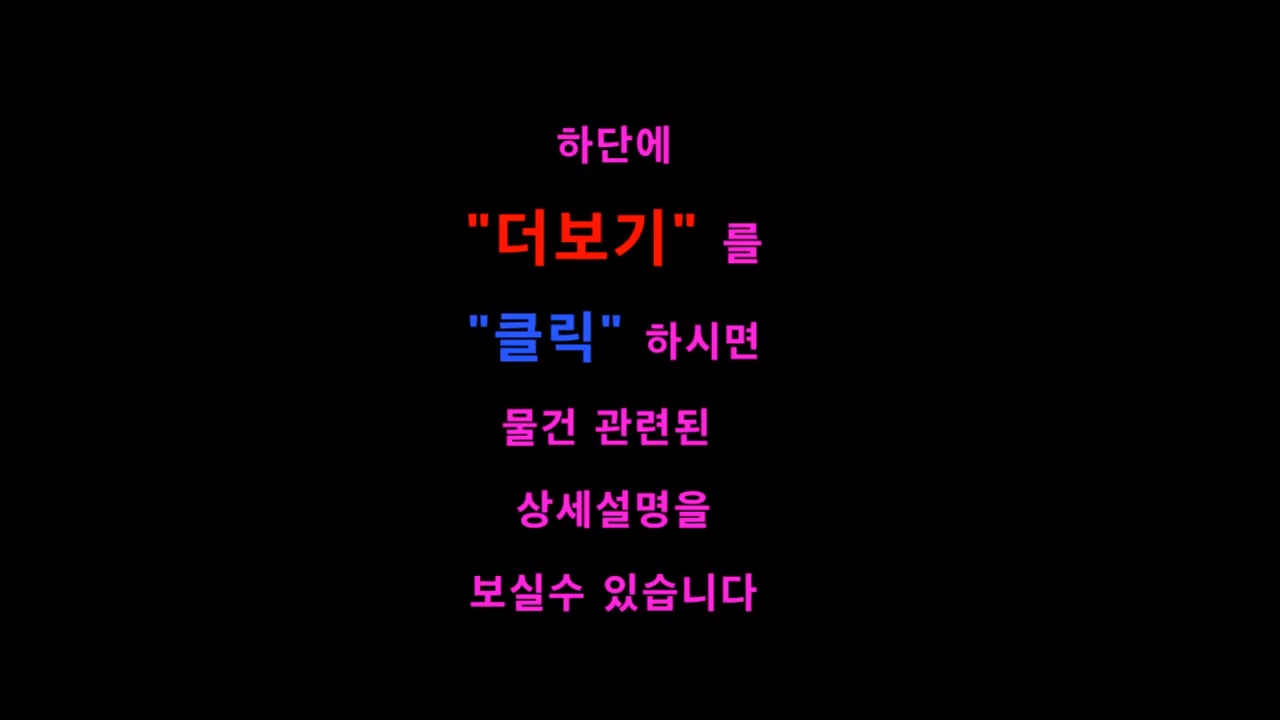 하단에
"더보기" 를
"클릭" 하시면
물건 관련된
상세설명을
보실수 있습니다